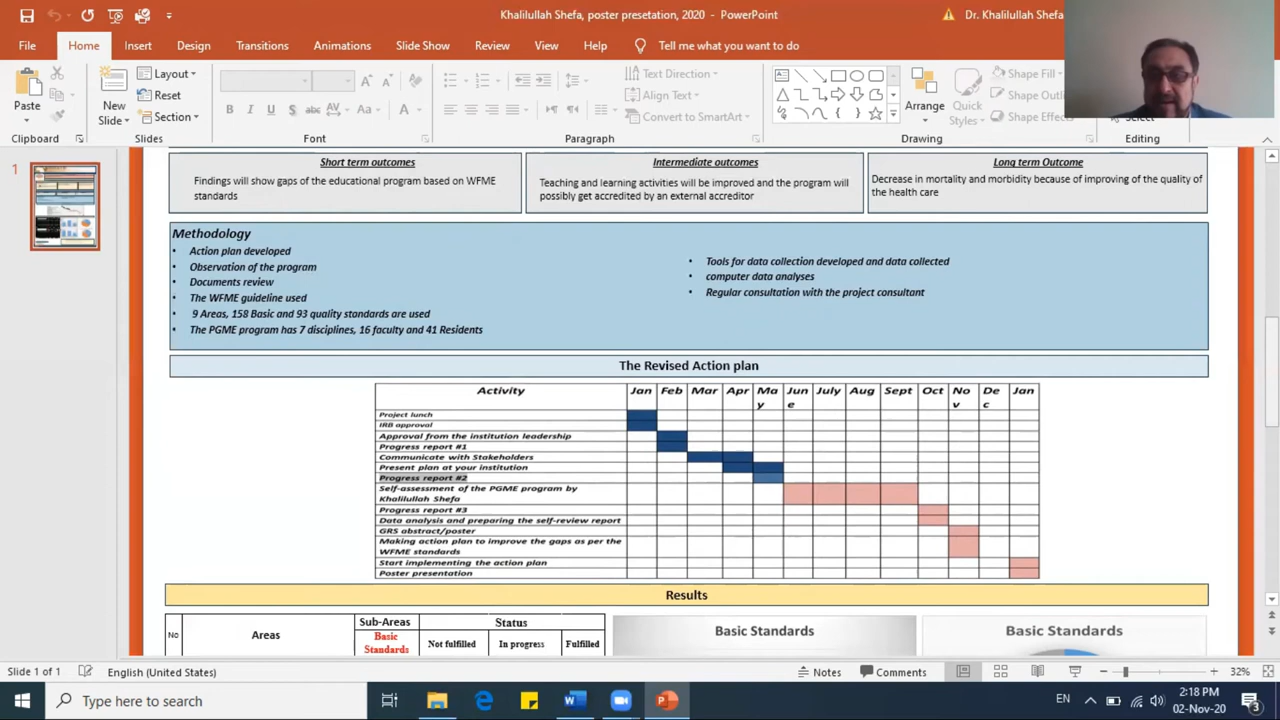 Khalilullah Shefa, poster presetation, 2020 - PowerPoint
Dr. Khalilullah Shefa
File Home Insert Design Transitions Animations Slide Show Review View Help Tell me what you want to do
Paste
Clipboard
New
Slide
Layout
Reset
Section
Slides
B I U S abc AV Aa A
Font
Text Direction
Align Text
Convert to SmartArt
Paragraph
Arrange
Quick
Styles
Shape Fill
Shape Outli
Shape Effects
Drawing
Select
Editing
1
Short term outcomes
Findings will show gaps of the educational program based on WFME
standards
Intermediate outcomes
Teaching and learning activities will be improved and the program will
possibly get accredited by an external accreditor
Long term Outcome
Decrease in mortality and morbidity because of improving of the quality of
the health care
Methodology
• Action plan developed
• Observation of the program
• Documents review
• The WFME guideline used
• 9 Areas, 158 Basic and 93 quality standards are used
• The PGME program has 7 disciplines, 16 faculty and 41 Residents
• Tools for data collection developed and data collected
• computer data analyses
• Regular consultation with the project consultant
The Revised Action plan
Activity Jan Feb Mar Apr Ma Jun July Aug Sept Oct No De Jan
y e v c
Project lunch
IRB approval
Approval from the institution leadership
Progress report #1
Communicate with Stakeholders
Present plan at your institution
Progress report #2
Self-assessment of the PGME program by
Khalilullah Shefa
Progress report #3
Data analysis and preparing the self-review report
GRS abstract/poster
Making action plan to improve the gaps as per the
WFME standards
Start implementing the action plan
Poster presentation
Results
No
Areas
Sub-Areas
Basic
Standards
Status
Not fulfilled In progress Fulfilled
Basic Standards
Basic Standards
Slide 1 of 1 English (United States) Notes Comments 32%
Type here to search
EN
2:18 PM
02-Nov-20
3